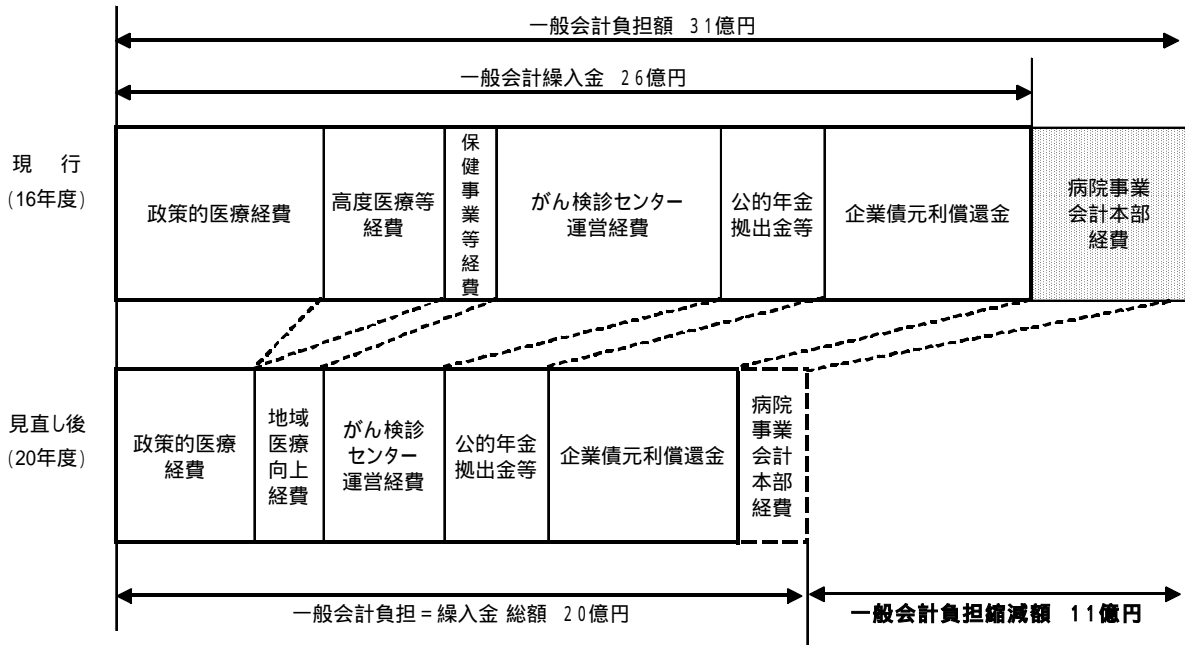 一般会計負担額 31億円
一般会計繰入金 26億円
現 行
(16年度)
政策的医療経費
高度医療等
経費
保健事業等経費
がん検診センター
運営経費
公的年金
拠出金等
企業債元利償還金
病院事業
会計本部
経費
見直し後
(20年度)
政策的医療
経費
地域
医療
向上
経費
がん検診
センター
運営経費
公的年金
拠出金等
企業債元利償還金
病院
事業
会計
本部
経費
一般会計負担=繰入金 総額 20億円
一般会計負担縮減額 11億円